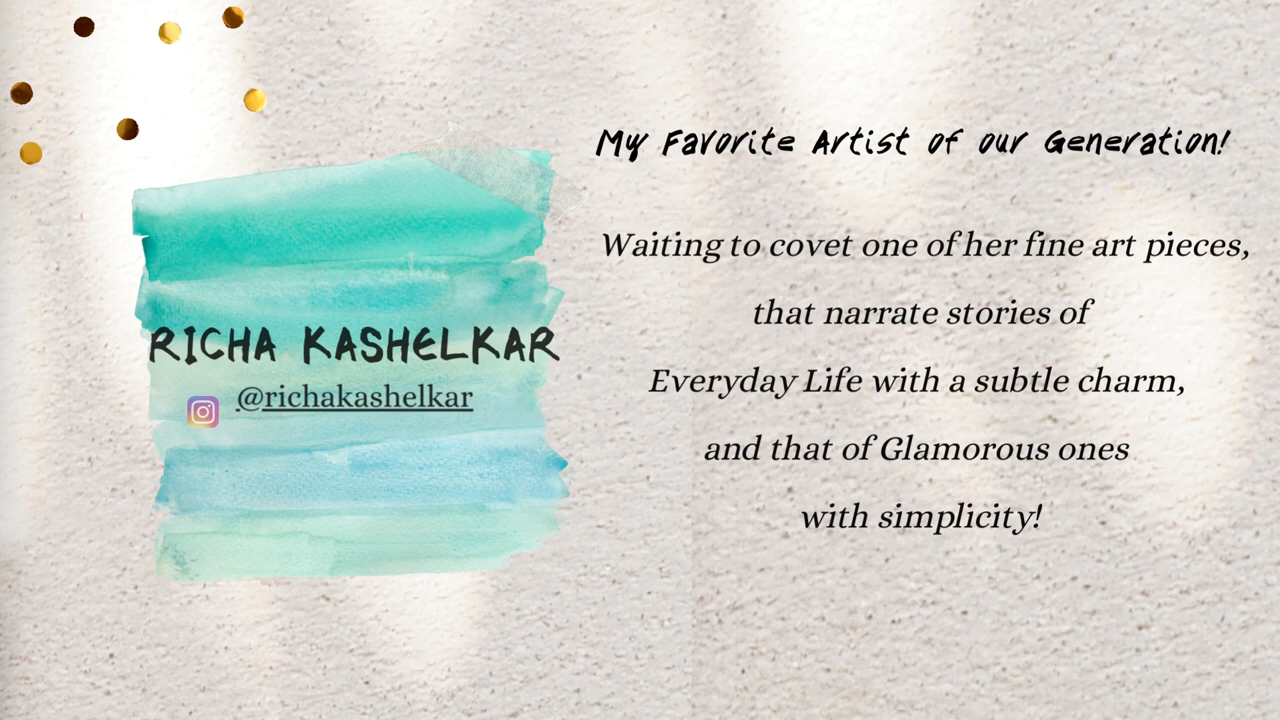 My Favorite Artist of our Generation!
RICHA KASHELKAR
@richakashelkar
Waiting to covet one of her fine art pieces,
that narrate stories of
Everyday Life with a subtle charm,
and that of Glamorous ones
with simplicity!